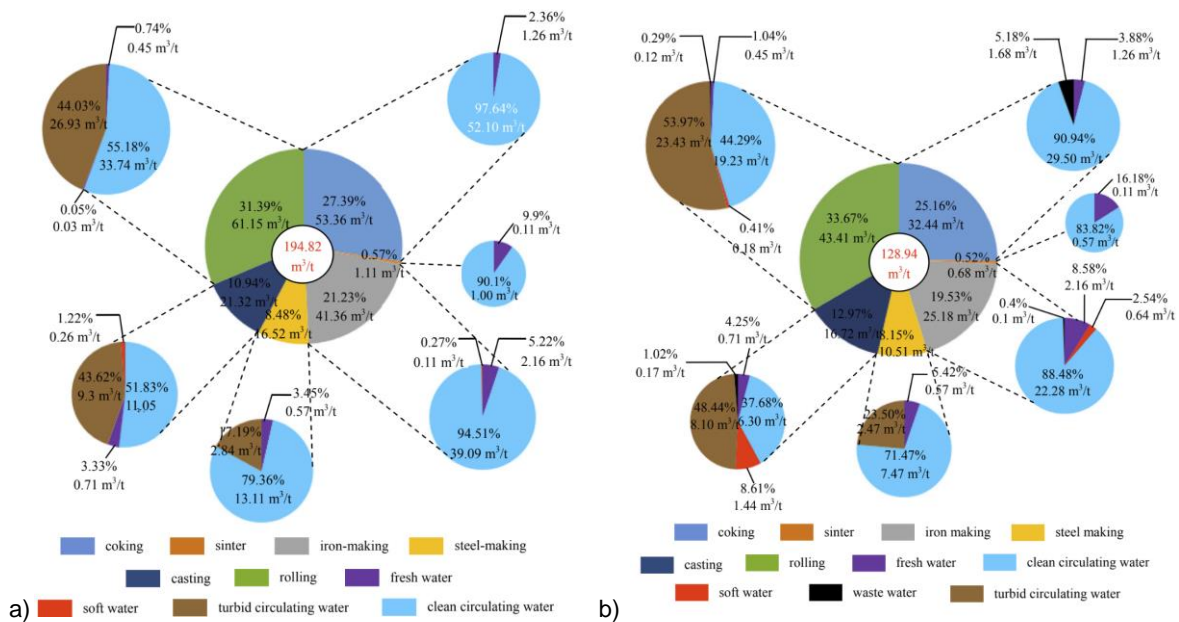 0.74%
0.45 m³/t
44.03%
26.93 m³/t
55.18%
33.74 m³/t
0.05%
0.03 m³/t
2.36%
1.26 m³/t
97.64%
52.10 m³/t
31.39%
61.15 m³/t
27.39%
53.36 m³/t
194.82
m³/t
0.57%
1.11 m³/t
10.94%
21.32 m³/t
8.48%
16.52 m³/t
21.23%
41.36 m³/t
9.9%
0.11 m³/t
90.1%
1.00 m³/t
1.22%
0.26 m³/t
43.62%
9.3 m³/t
51.83%
11.05
3.33%
0.71 m³/t
3.45%
0.57 m³/t
17.19%
2.84 m³/t
79.36%
13.11 m³/t
0.27%
0.11 m³/t
5.22%
2.16 m³/t
94.51%
39.09 m³/t
coking sinter iron-making steel-making
casting rolling fresh water
a) soft water turbid circulating water clean circulating water
0.29%
0.12 m³/t
1.04%
0.45 m³/t
53.97%
23.43 m³/t
44.29%
19.23 m³/t
0.41%
0.18 m³/t
5.18%
1.68 m³/t
3.88%
1.26 m³/t
90.94%
29.50 m³/t
33.67%
43.41 m³/t
25.16%
32.44 m³/t
128.94
m³/t
0.52%
0.68 m³/t
12.97%
16.72 m³/t
8.15%
10.51 m³/t
19.53%
25.18 m³/t
16.18%
0.11 m³/t
83.82%
0.57 m³/t
8.58%
2.16 m³/t
0.4%
0.1 m³/t
2.54%
0.64 m³/t
88.48%
22.28 m³/t
4.25%
0.71 m³/t
1.02%
0.17 m³/t
48.44%
8.10 m³/t
37.68%
6.30 m³/t
8.61%
1.44 m³/t
5.42%
0.57 m³/t
23.50%
2.47 m³/t
71.47%
7.47 m³/t
coking sinter iron making steel making
casting rolling fresh water clean circulating water
b) soft water waste water turbid circulating water